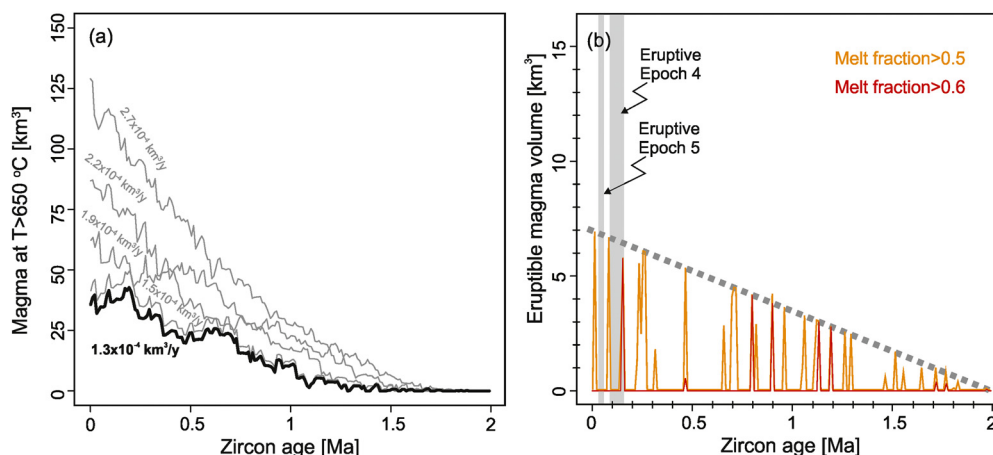 (a)
150
125
100
75
50
25
0
Magma at T>650 ºC [km³]
2.7x10⁻⁴ km³/y
2.2x10⁻⁴ km³/y
1.9x10⁻⁴ km³/y
1.5x10⁻⁴ km³/y
1.3x10⁻⁴ km³/y
0 0.5 1 1.5 2
Zircon age [Ma]
(b)
15
10
5
0
Eruptible magma volume [km³]
Eruptive
Epoch 4
Eruptive
Epoch 5
Melt fraction>0.5
Melt fraction>0.6
0 0.5 1 1.5 2
Zircon age [Ma]